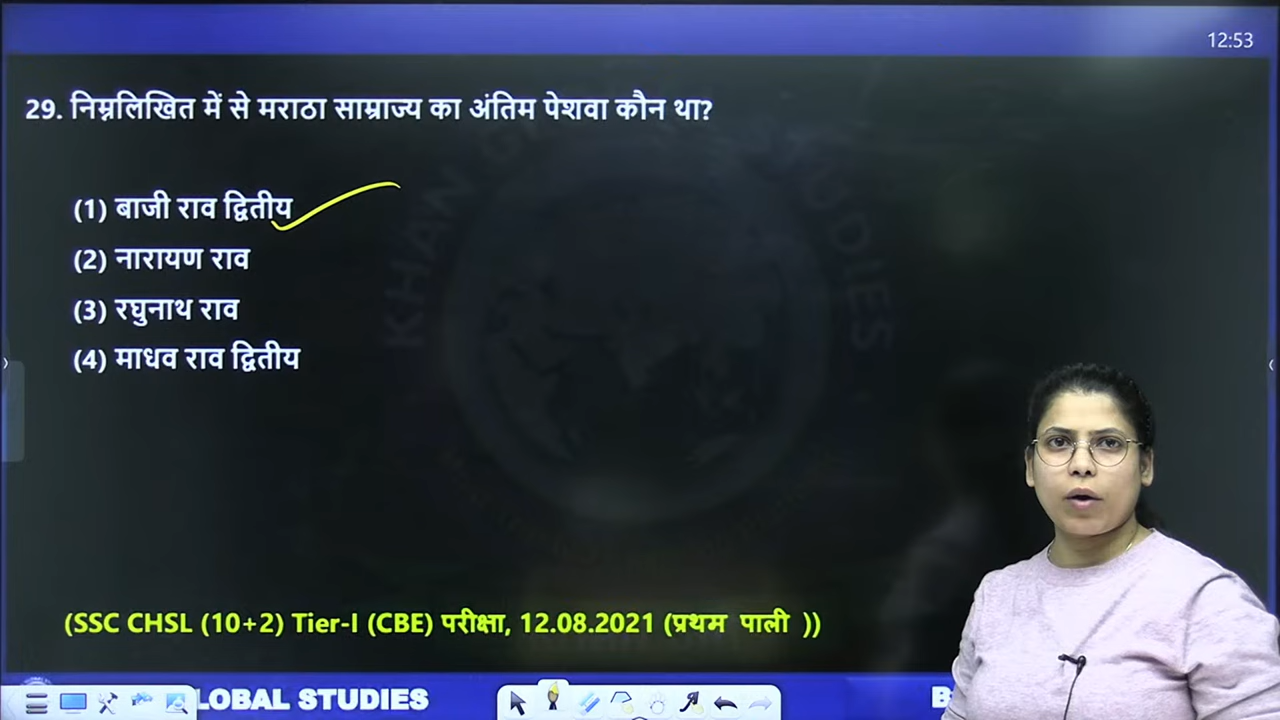 12:53
29. निम्नलिखित में से मराठा साम्राज्य का अंतिम पेशवा कौन था?
(1) बाजी राव द्वितीय
(2) नारायण राव
(3) रघुनाथ राव
(4) माधव राव द्वितीय
(SSC CHSL (10+2) Tier-I (CBE) परीक्षा, 12.08.2021 (प्रथम पाली ))
LOBAL STUDIES